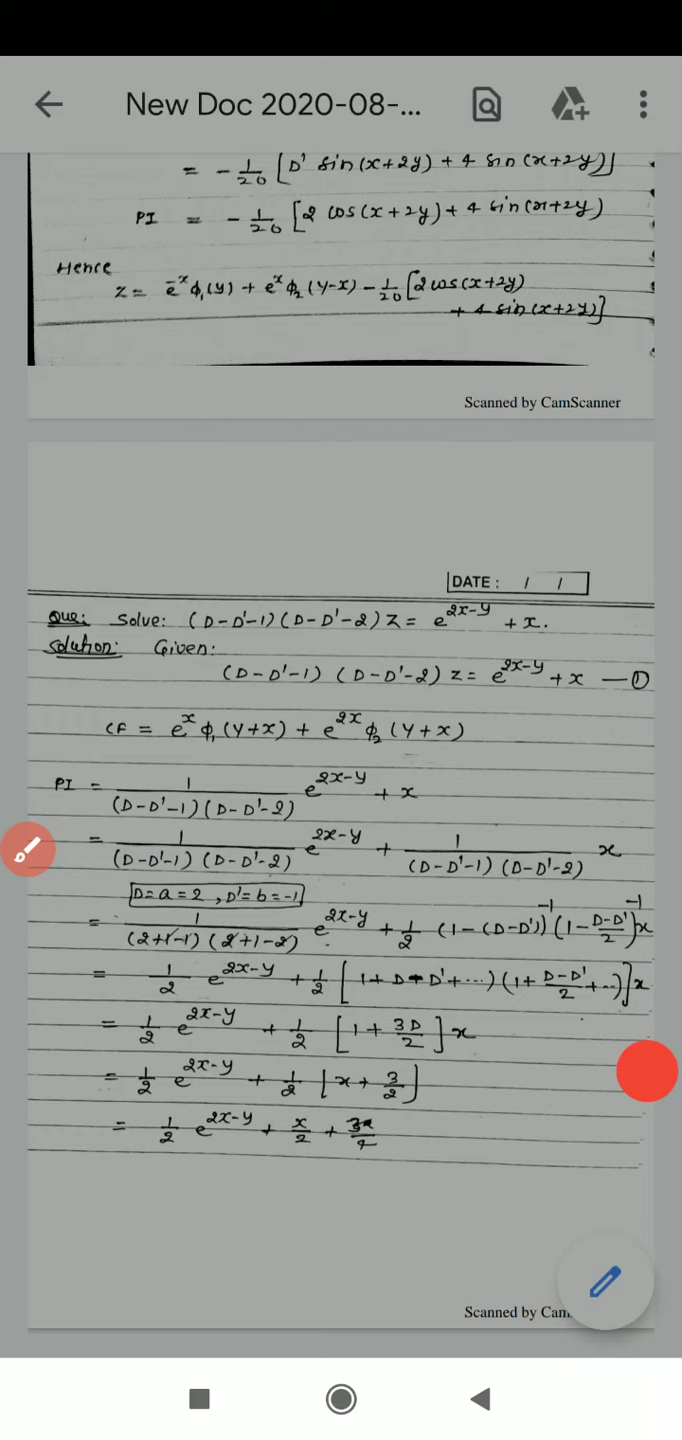 New Doc 2020-08-...
= - 1/20 [D' sin(x+2y) + 4 sin(x+2y)]
PI = - 1/20 [2 cos(x+2y) + 4 sin(x+2y)
Hence
z = e^-x ϕ₁(y) + e^x ϕ₂(y-x) - 1/20 [2cos(x+2y)
+ 4 sin(x+2y)]
Scanned by CamScanner
DATE: / /
Que: Solve: (D-D'-1)(D-D'-2)Z = e^2x-y + x.
Solution: Given:
(D-D'-1) (D-D'-2) z = e^2x-y + x —①
CF = e^x ϕ₁(y+x) + e^2x ϕ₂(y+x)
PI = 1/(D-D'-1)(D-D'-2) e^2x-y + x
= 1/(D-D'-1)(D-D'-2) e^2x-y + 1/(D-D'-1)(D-D'-2) x
D=a=2, D'=b=-1
= 1/(2+1-1)(2+1-2) e^2x-y + 1/2 (1-(D-D'))^-1 (1-(D-D')/2)^-1 x
= 1/2 e^2x-y + 1/2 [1+D-D'+...)(1+(D-D')/2+...)]x
= 1/2 e^2x-y + 1/2 [1+3D/2]x
= 1/2 e^2x-y + 1/2 [x+3/2]
= 1/2 e^2x-y + x/2 + 3/4
Scanned by Cam